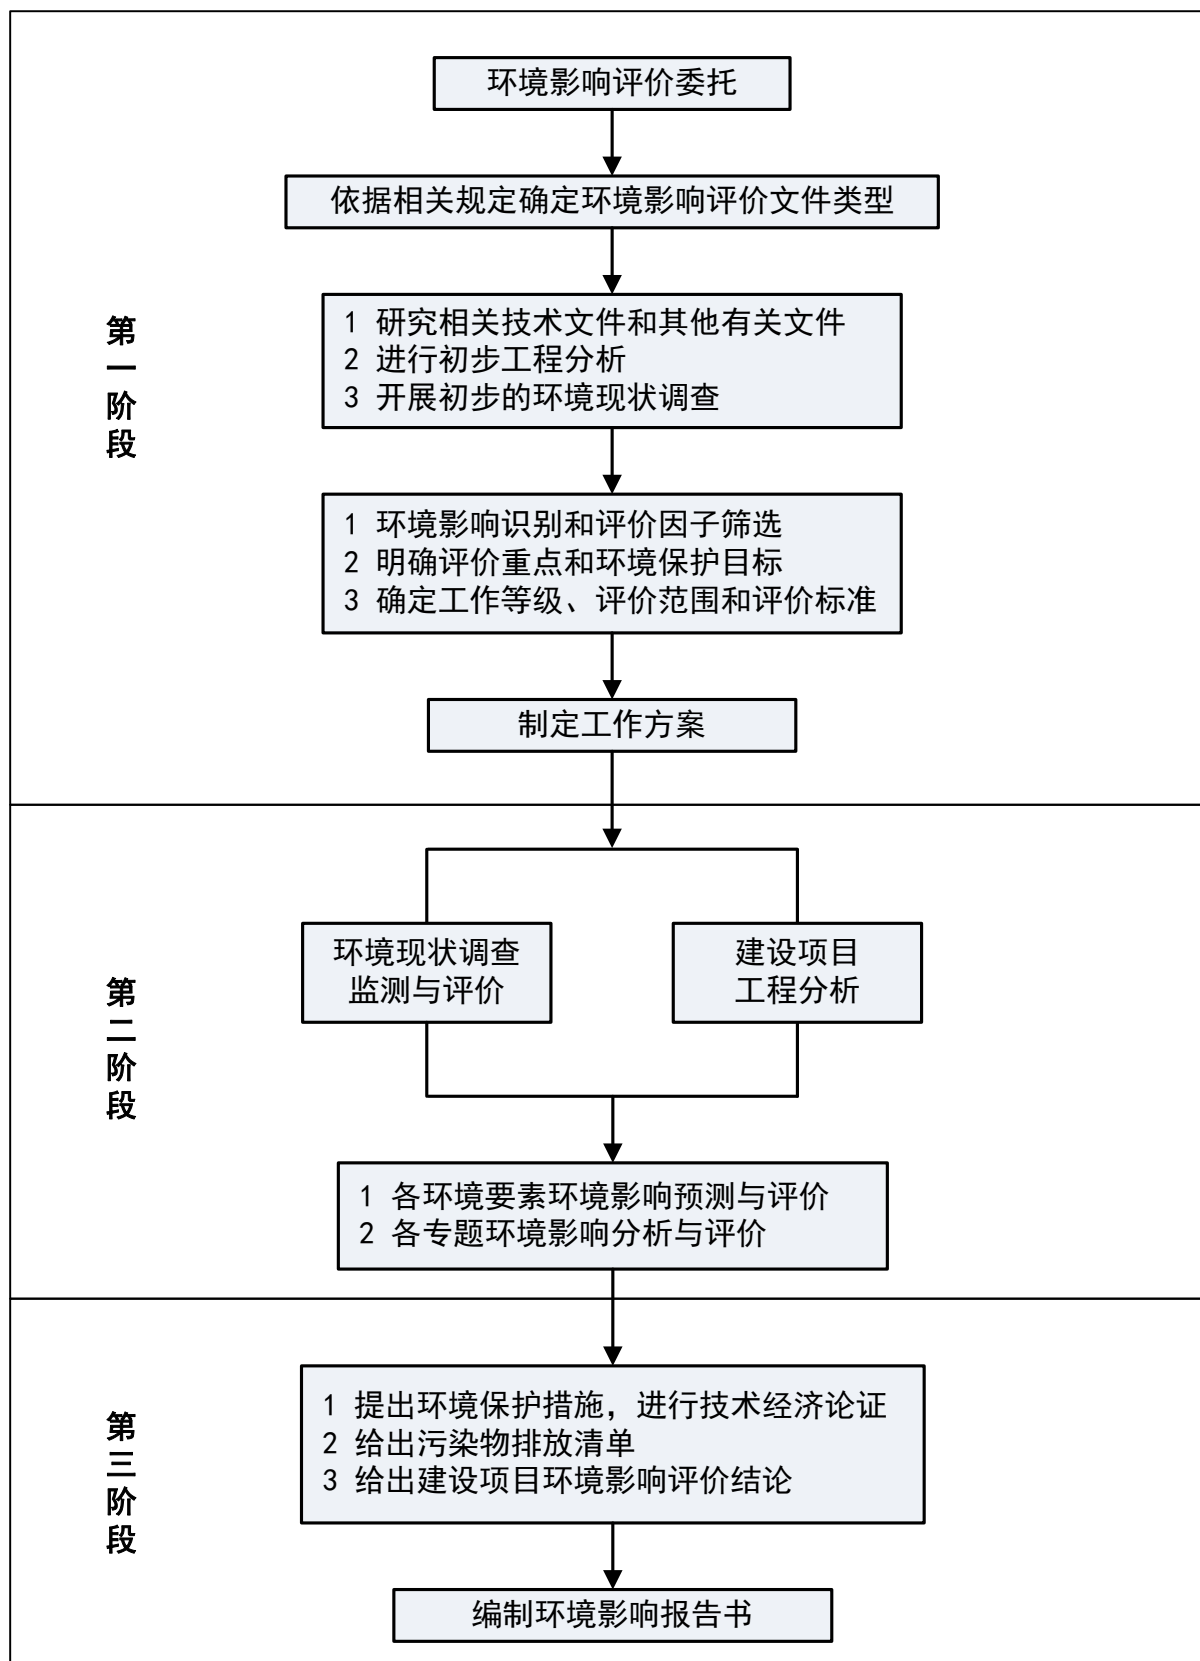 环境影响评价委托
依据相关规定确定环境影响评价文件类型
第一阶段
1 研究相关技术文件和其他有关文件
2 进行初步工程分析
3 开展初步的环境现状调查
1 环境影响识别和评价因子筛选
2 明确评价重点和环境保护目标
3 确定工作等级、评价范围和评价标准
制定工作方案
第二阶段
环境现状调查
监测与评价
建设项目
工程分析
1 各环境要素环境影响预测与评价
2 各专题环境影响分析与评价
第三阶段
1 提出环境保护措施，进行技术经济论证
2 给出污染物排放清单
3 给出建设项目环境影响评价结论
编制环境影响报告书